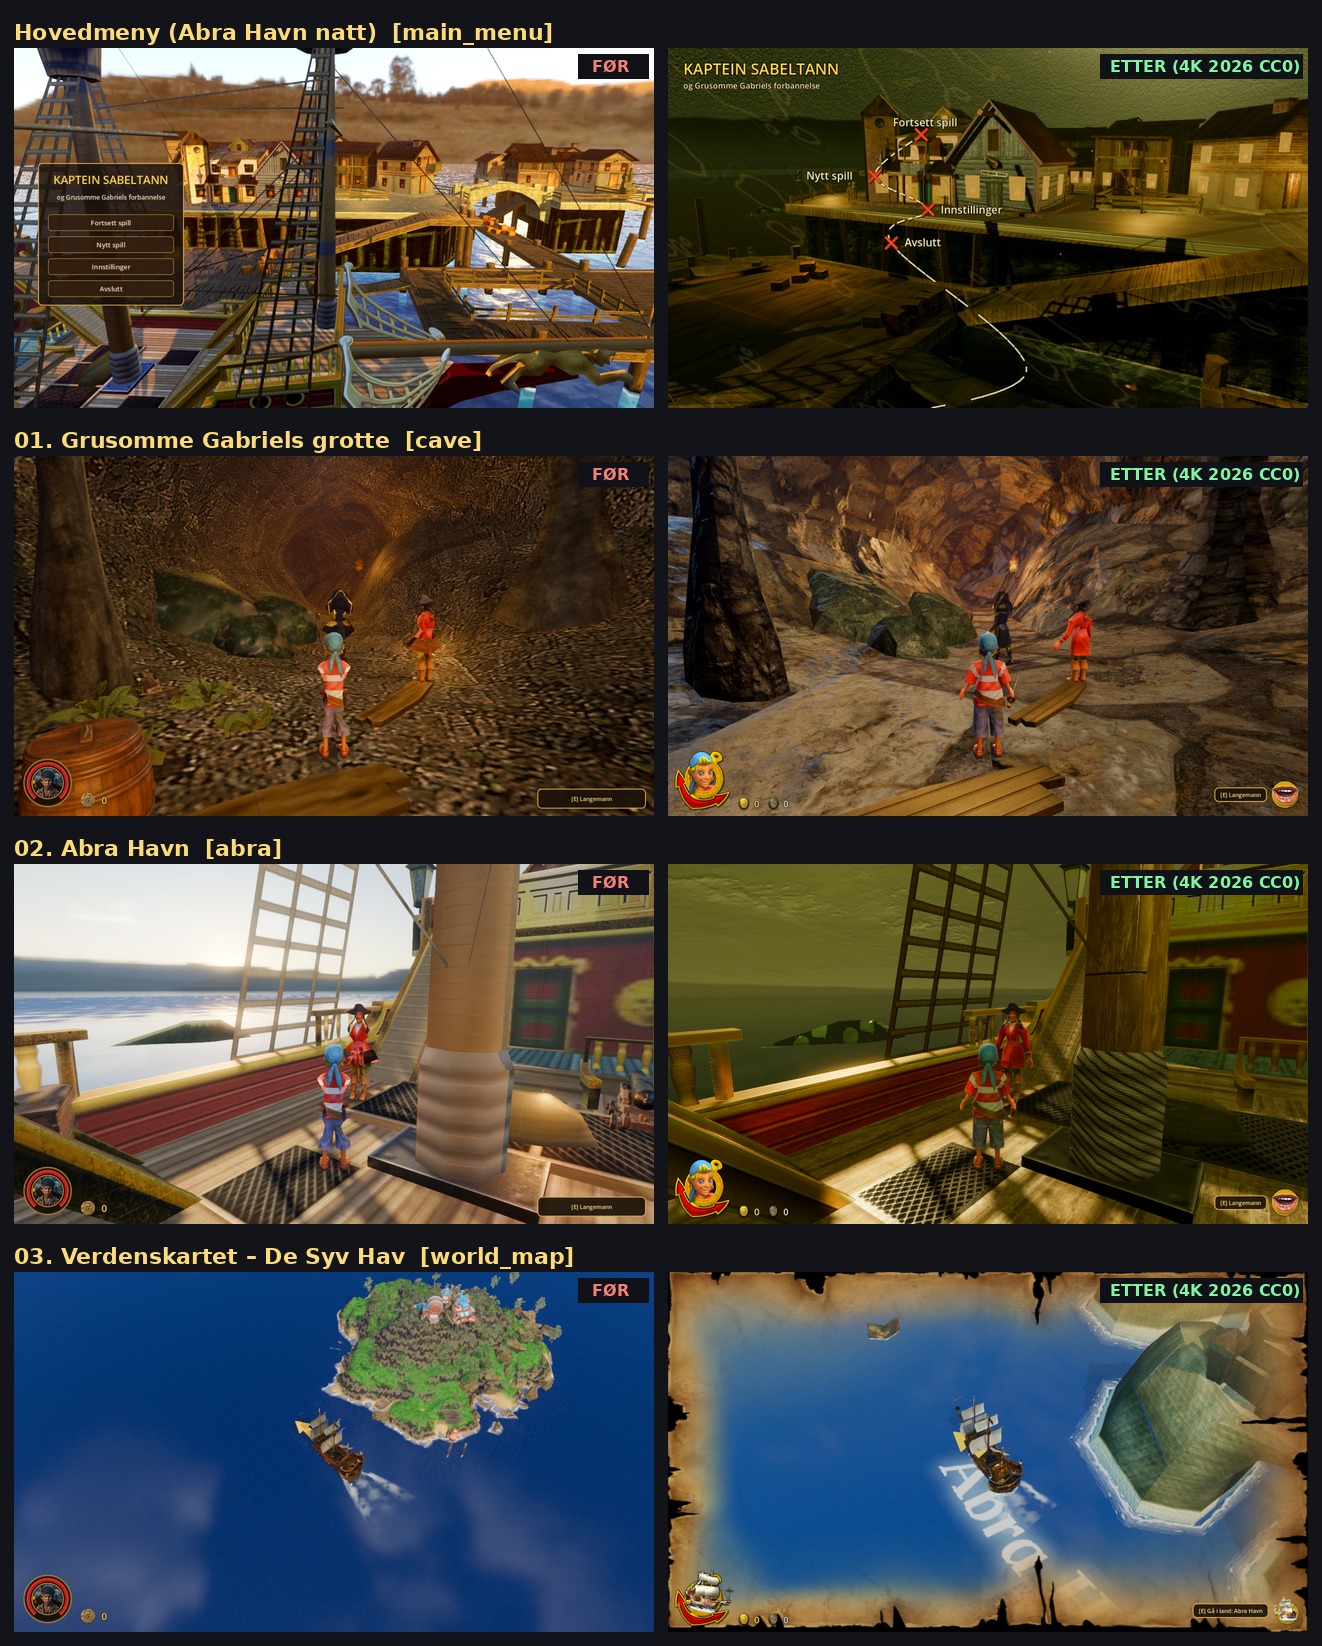 Hovedmeny (Abra Havn natt) [main_menu]
FØR
KAPTEIN SABELTANN
og Grusomme Gabriels forbannelse
Fortsett spill
Nytt spill
Innstillinger
Avslutt
ETTER (4K 2026 CC0)
KAPTEIN SABELTANN
og Grusomme Gabriels forbannelse
Fortsett spill
Nytt spill
Innstillinger
Avslutt
01. Grusomme Gabriels grotte [cave]
FØR
0
[E] Langemann
ETTER (4K 2026 CC0)
0 0
[E] Langemann
02. Abra Havn [abra]
FØR
0
[E] Langemann
ETTER (4K 2026 CC0)
0 0
[E] Langemann
03. Verdenskartet – De Syv Hav [world_map]
FØR
0
ETTER (4K 2026 CC0)
Abra
0 0
[E] Gå i land: Abra Havn